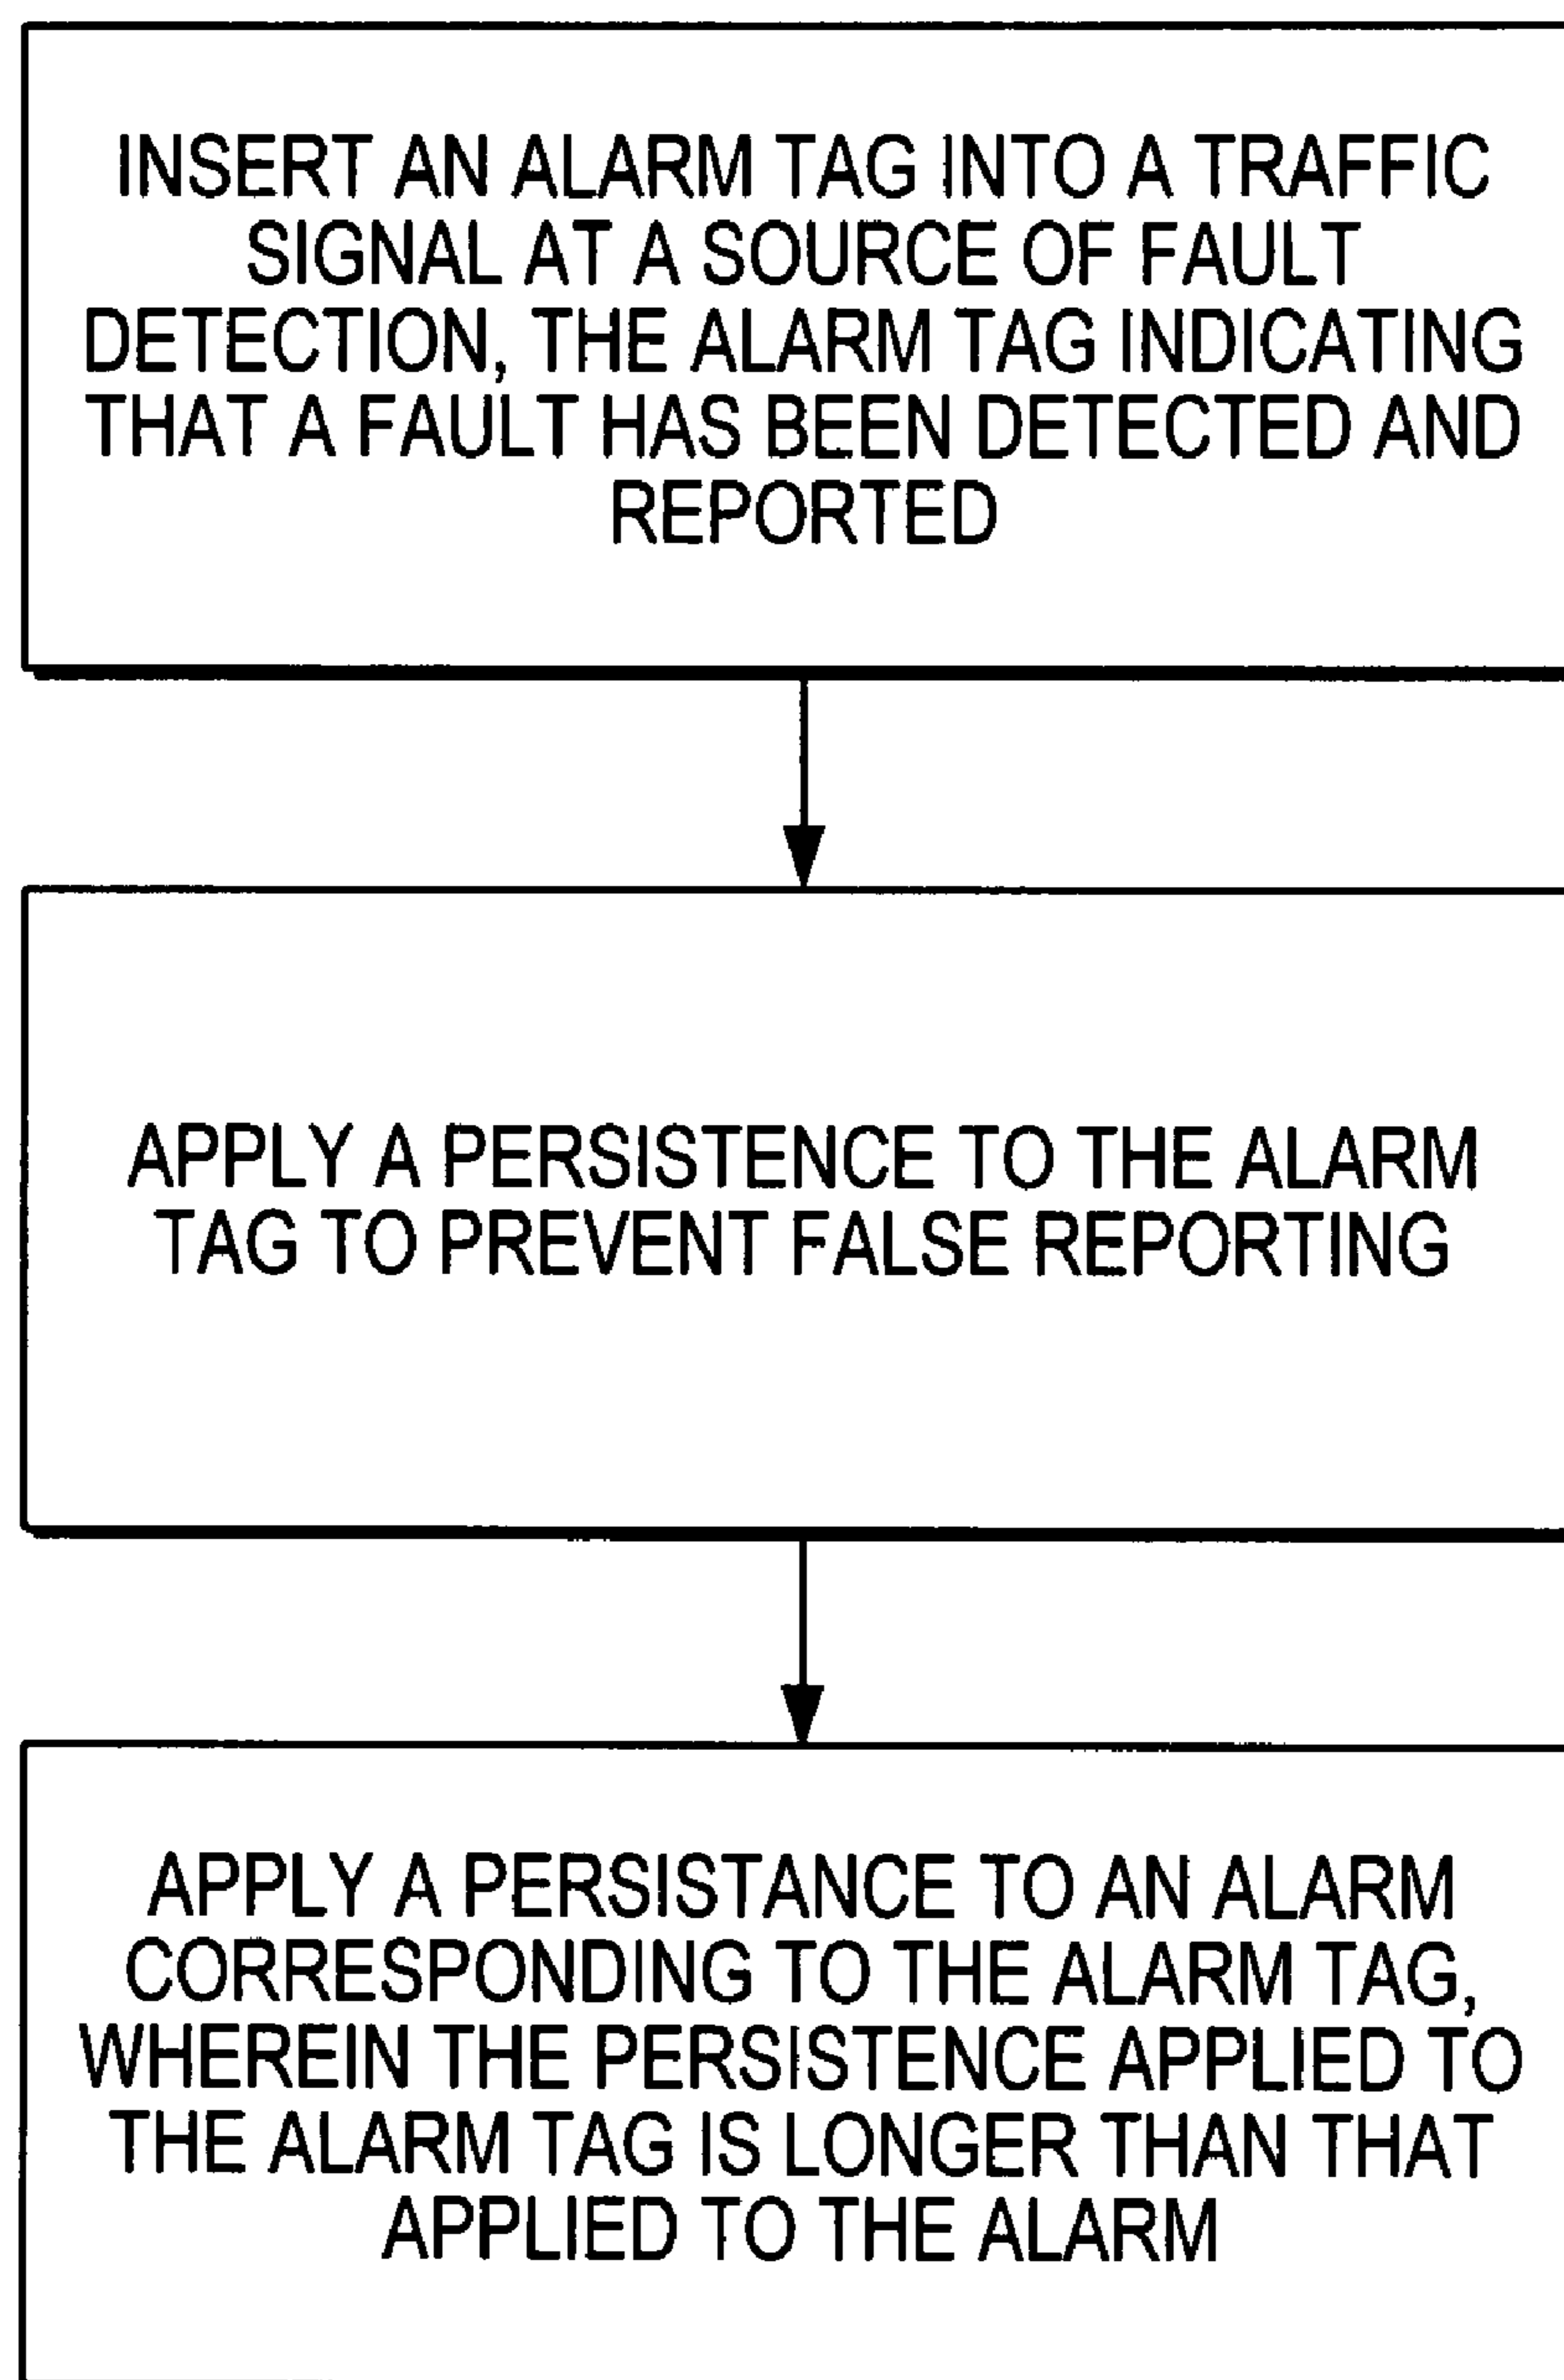 INSERT AN ALARM TAG INTO A TRAFFIC
SIGNAL AT A SOURCE OF FAULT
DETECTION, THE ALARM TAG INDICATING
THAT A FAULT HAS BEEN DETECTED AND
REPORTED
APPLY A PERSISTENCE TO THE ALARM
TAG TO PREVENT FALSE REPORTING
APPLY A PERSISTANCE TO AN ALARM
CORRESPONDING TO THE ALARM TAG,
WHEREIN THE PERSISTENCE APPLIED TO
THE ALARM TAG IS LONGER THAN THAT
APPLIED TO THE ALARM